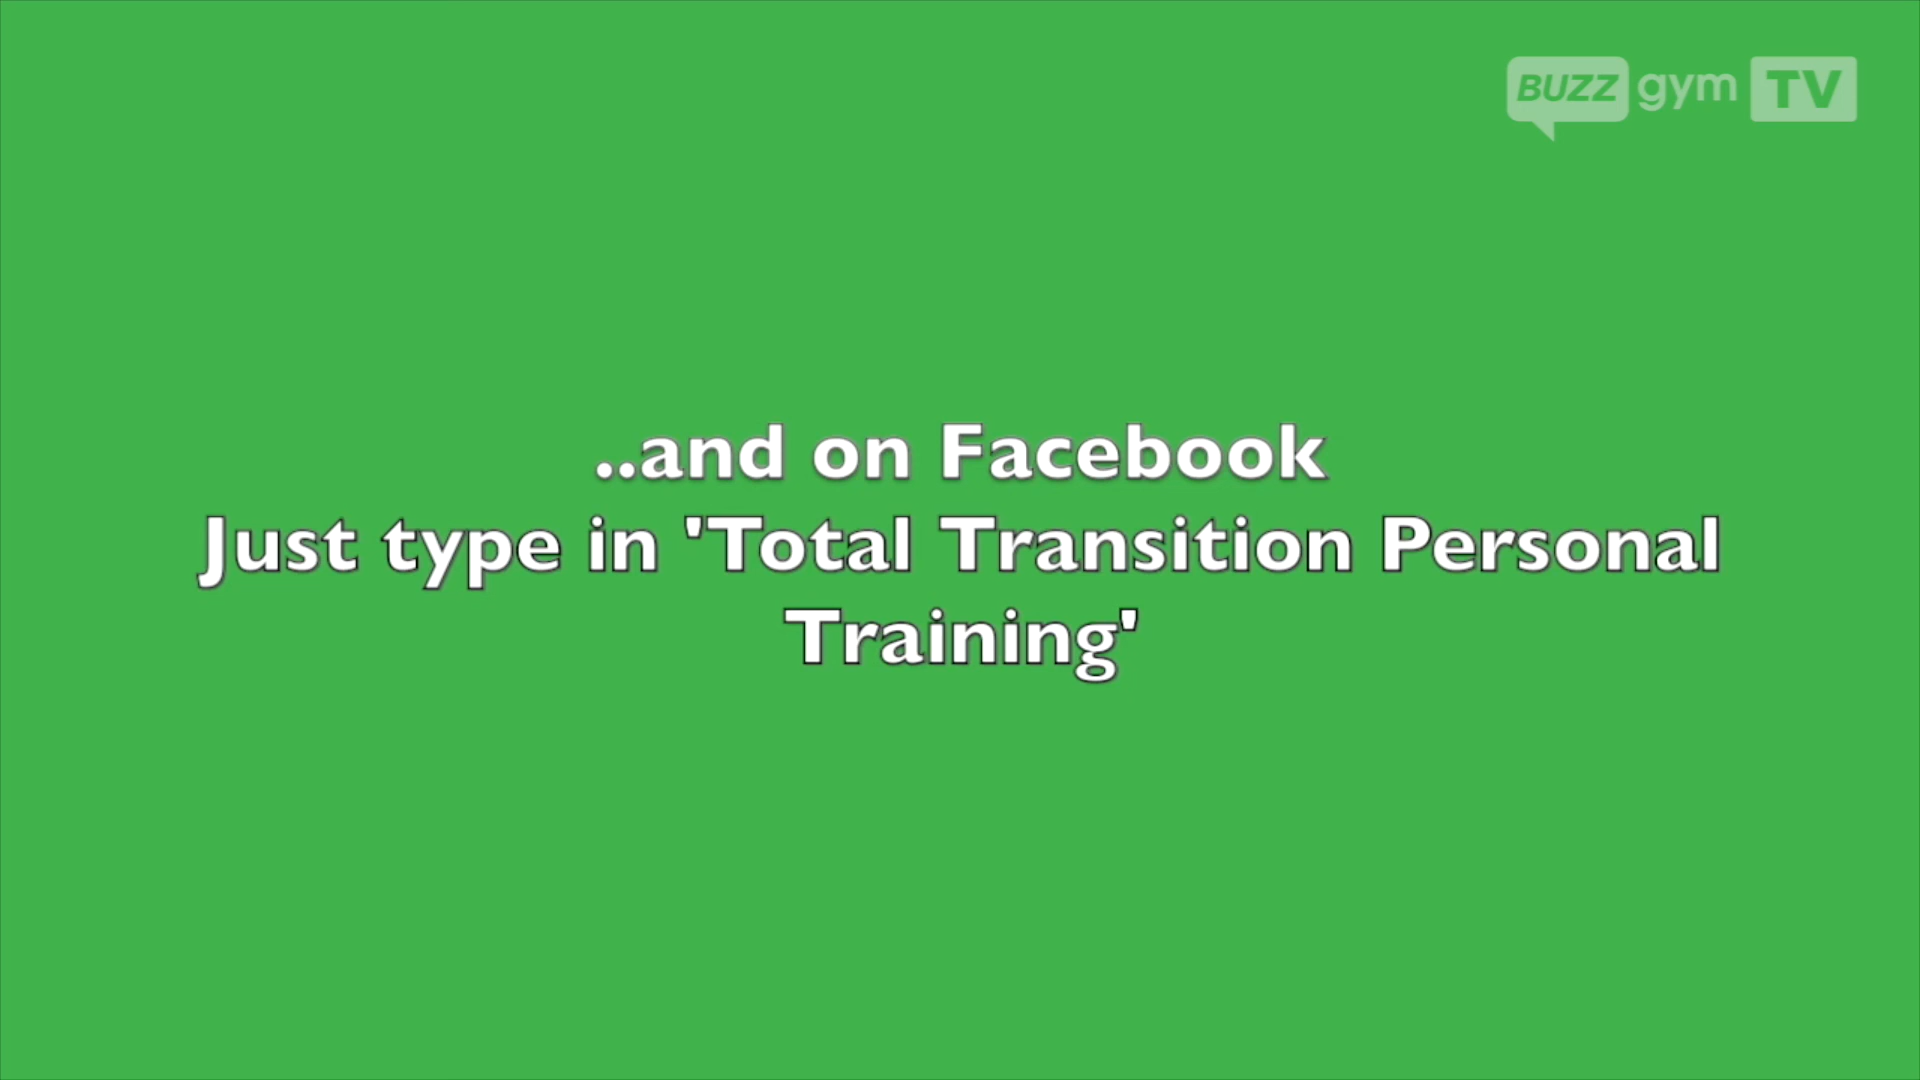 BUZZ gym TV
..and on Facebook
Just type in 'Total Transition Personal
Training'